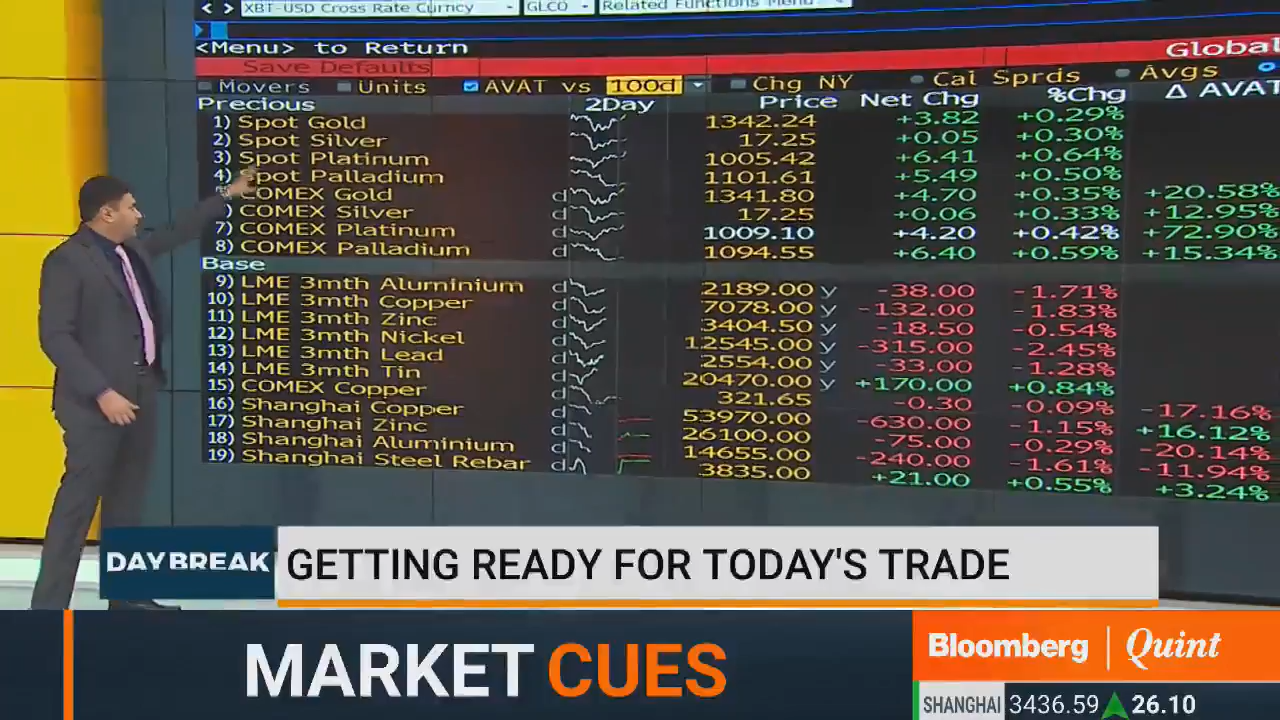 < > XBT-USD Cross Rate Curncy GLCO Related Functions Menu
<Menu> to Return
Global
Save Defaults
Movers Units AVAT vs 100d Chg NY Cal Sprds Avgs
Precious 2Day Price Net Chg %Chg Δ AVAT
1) Spot Gold 1342.24 +3.82 +0.29%
2) Spot Silver 17.25 +0.05 +0.30%
3) Spot Platinum 1005.42 +6.41 +0.64%
4) Spot Palladium 1101.61 +5.49 +0.50%
COMEX Gold d 1341.80 +4.70 +0.35% +20.58%
) COMEX Silver d 17.25 +0.06 +0.33% +12.95%
7) COMEX Platinum d 1009.10 +4.20 +0.42% +72.90%
8) COMEX Palladium d 1094.55 +6.40 +0.59% +15.34%
Base
9) LME 3mth Aluminium d 2189.00 y -38.00 -1.71%
10) LME 3mth Copper d 7078.00 y -132.00 -1.83%
11) LME 3mth Zinc d 3404.50 y -18.50 -0.54%
12) LME 3mth Nickel d 12545.00 y -315.00 -2.45%
13) LME 3mth Lead d 2554.00 y -33.00 -1.28%
14) LME 3mth Tin d 20470.00 y +170.00 +0.84%
15) COMEX Copper d 321.65 -0.30 -0.09% -17.16%
16) Shanghai Copper d 53970.00 -630.00 -1.15% +16.12%
17) Shanghai Zinc d 26100.00 -75.00 -0.29% -20.14%
18) Shanghai Aluminium d 14655.00 -240.00 -1.61% -11.94%
19) Shanghai Steel Rebar d 3835.00 +21.00 +0.55% +3.24%
DAYBREAK GETTING READY FOR TODAY'S TRADE
MARKET CUES
Bloomberg | Quint
SHANGHAI 3436.59 26.10